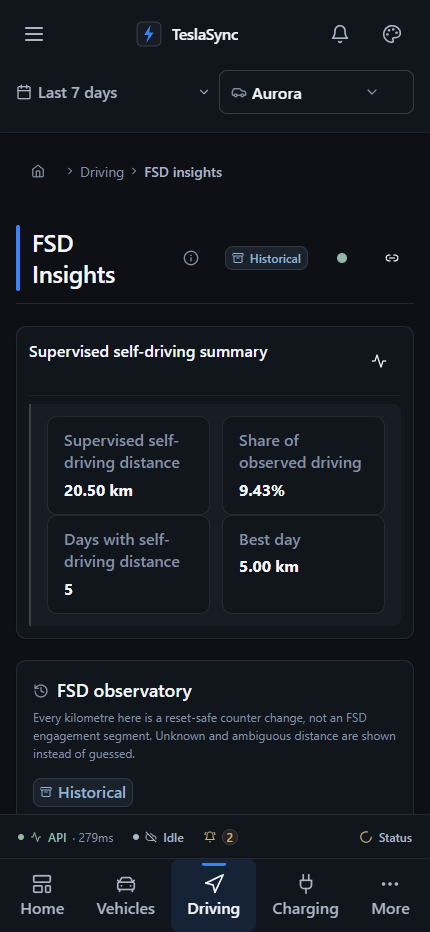 TeslaSync
Last 7 days
Aurora
Driving
FSD insights
FSD
Insights
Historical
Supervised self-driving summary
Supervised self-
driving distance
20.50 km
Share of
observed driving
9.43%
Days with self-
driving distance
5
Best day
5.00 km
FSD observatory
Every kilometre here is a reset-safe counter change, not an FSD
engagement segment. Unknown and ambiguous distance are shown
instead of guessed.
Historical
API · 279ms
Idle
2
Status
Home
Vehicles
Driving
Charging
More